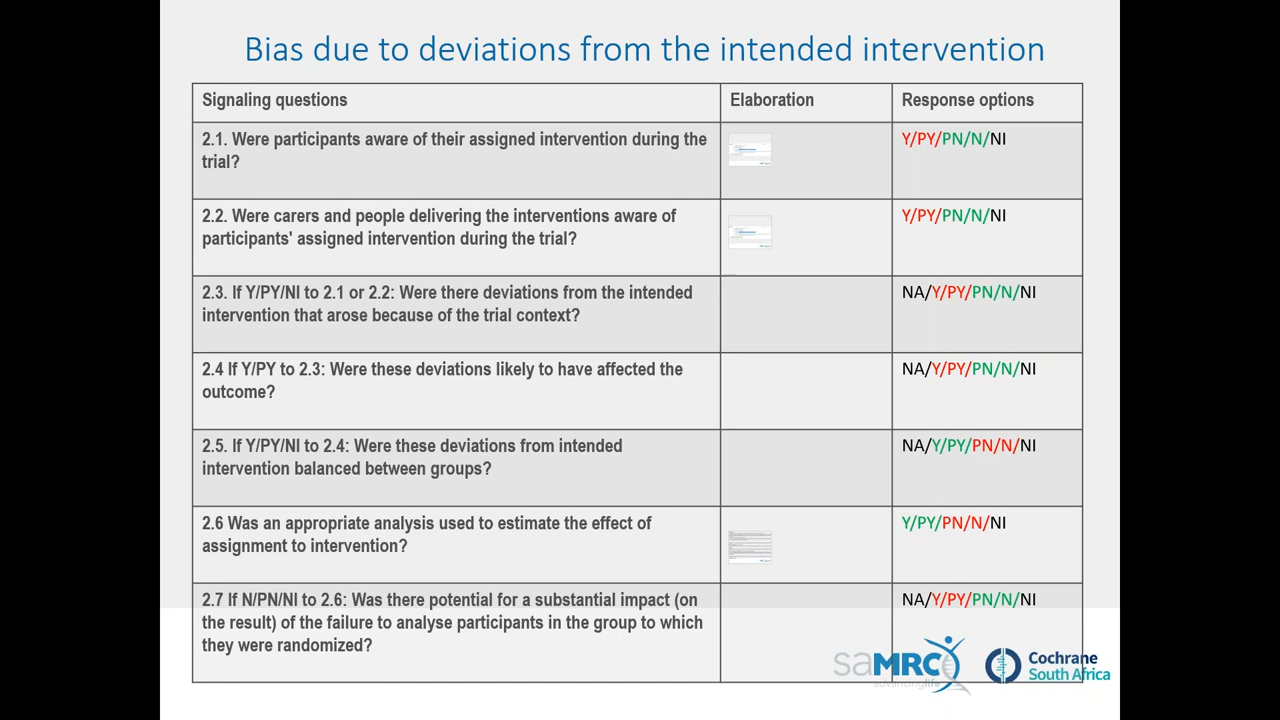 Bias due to deviations from the intended intervention
Signaling questions
Elaboration
Response options
2.1. Were participants aware of their assigned intervention during the
trial?
Y/PY/PN/N/NI
2.2. Were carers and people delivering the interventions aware of
participants' assigned intervention during the trial?
Y/PY/PN/N/NI
2.3. If Y/PY/NI to 2.1 or 2.2: Were there deviations from the intended
intervention that arose because of the trial context?
NA/Y/PY/PN/N/NI
2.4 If Y/PY to 2.3: Were these deviations likely to have affected the
outcome?
NA/Y/PY/PN/N/NI
2.5. If Y/PY/NI to 2.4: Were these deviations from intended
intervention balanced between groups?
NA/Y/PY/PN/N/NI
2.6 Was an appropriate analysis used to estimate the effect of
assignment to intervention?
Y/PY/PN/N/NI
2.7 If N/PN/NI to 2.6: Was there potential for a substantial impact (on
the result) of the failure to analyse participants in the group to which
they were randomized?
NA/Y/PY/PN/N/NI
saMRC
advancing life
Cochrane
South Africa